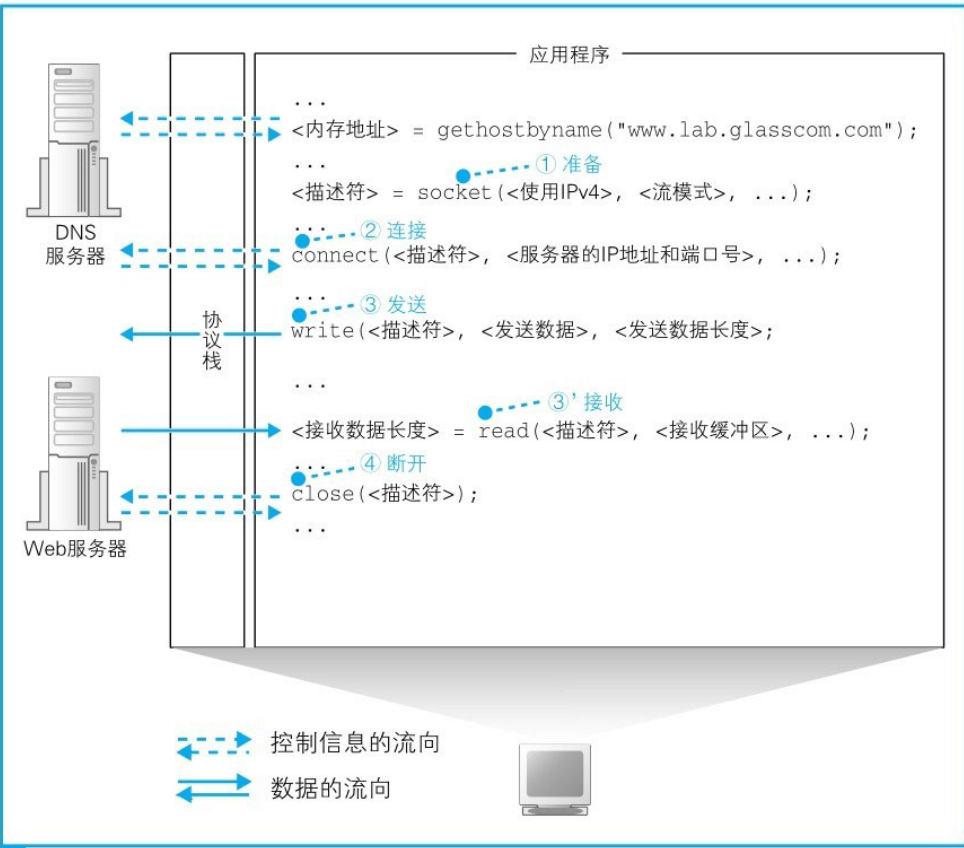 应用程序
...
<内存地址> = gethostbyname("www.lab.glasscom.com");
...
① 准备
<描述符> = socket(<使用IPv4>, <流模式>, ...);
DNS
服务器
...
② 连接
connect(<描述符>, <服务器的IP地址和端口号>, ...);
...
③ 发送
协议栈
write(<描述符>, <发送数据>, <发送数据长度>;
...
③' 接收
<接收数据长度> = read(<描述符>, <接收缓冲区>, ...);
...
④ 断开
close(<描述符>);
...
Web服务器
控制信息的流向
数据的流向